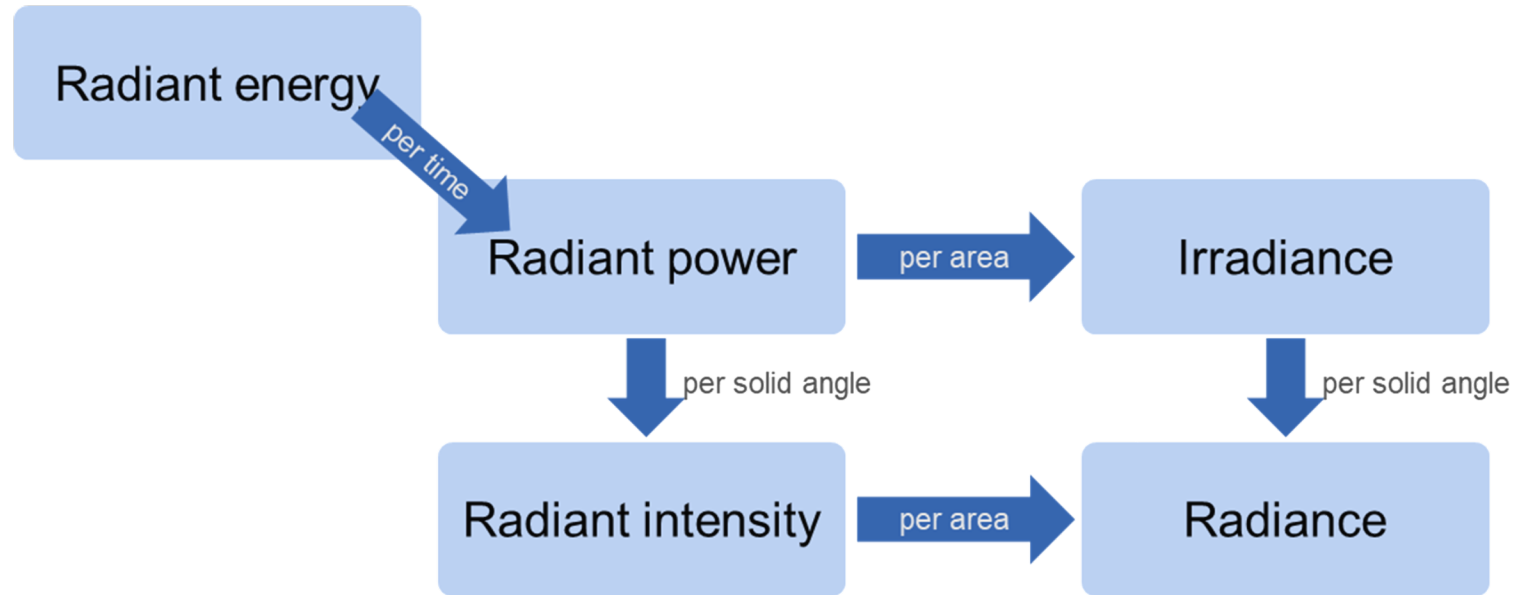 Radiant energy
per time
Radiant power
per area
Irradiance
per solid angle
per solid angle
Radiant intensity
per area
Radiance